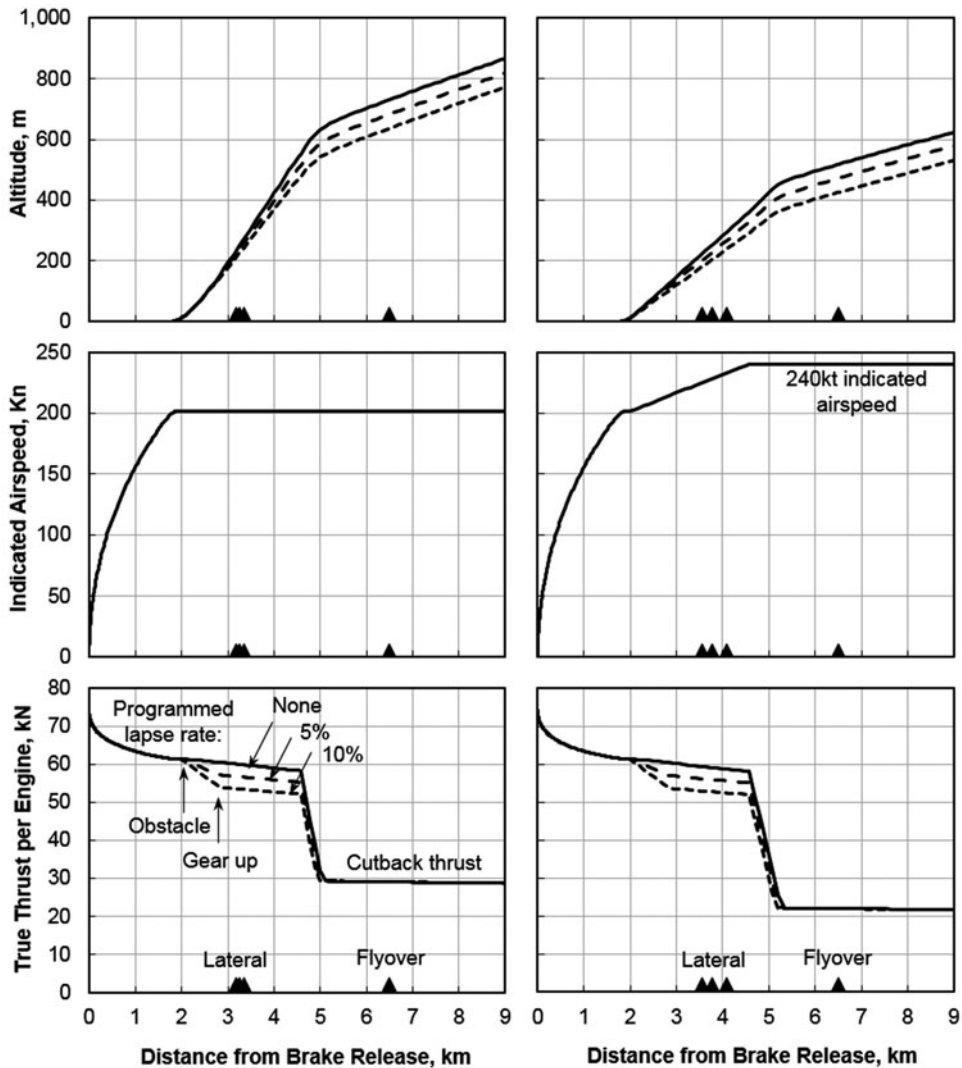 1,000
800
600
400
200
0
Altitude, m
250
200
150
100
50
0
Indicated Airspeed, Kn
240kt indicated
airspeed
80
70
60
50
40
30
20
10
0
True Thrust per Engine, kN
Programmed
lapse rate:
None
5%
10%
Obstacle
Gear up
Cutback thrust
Lateral
Flyover
Lateral
Flyover
0 1 2 3 4 5 6 7 8 9
0 1 2 3 4 5 6 7 8 9
Distance from Brake Release, km
Distance from Brake Release, km